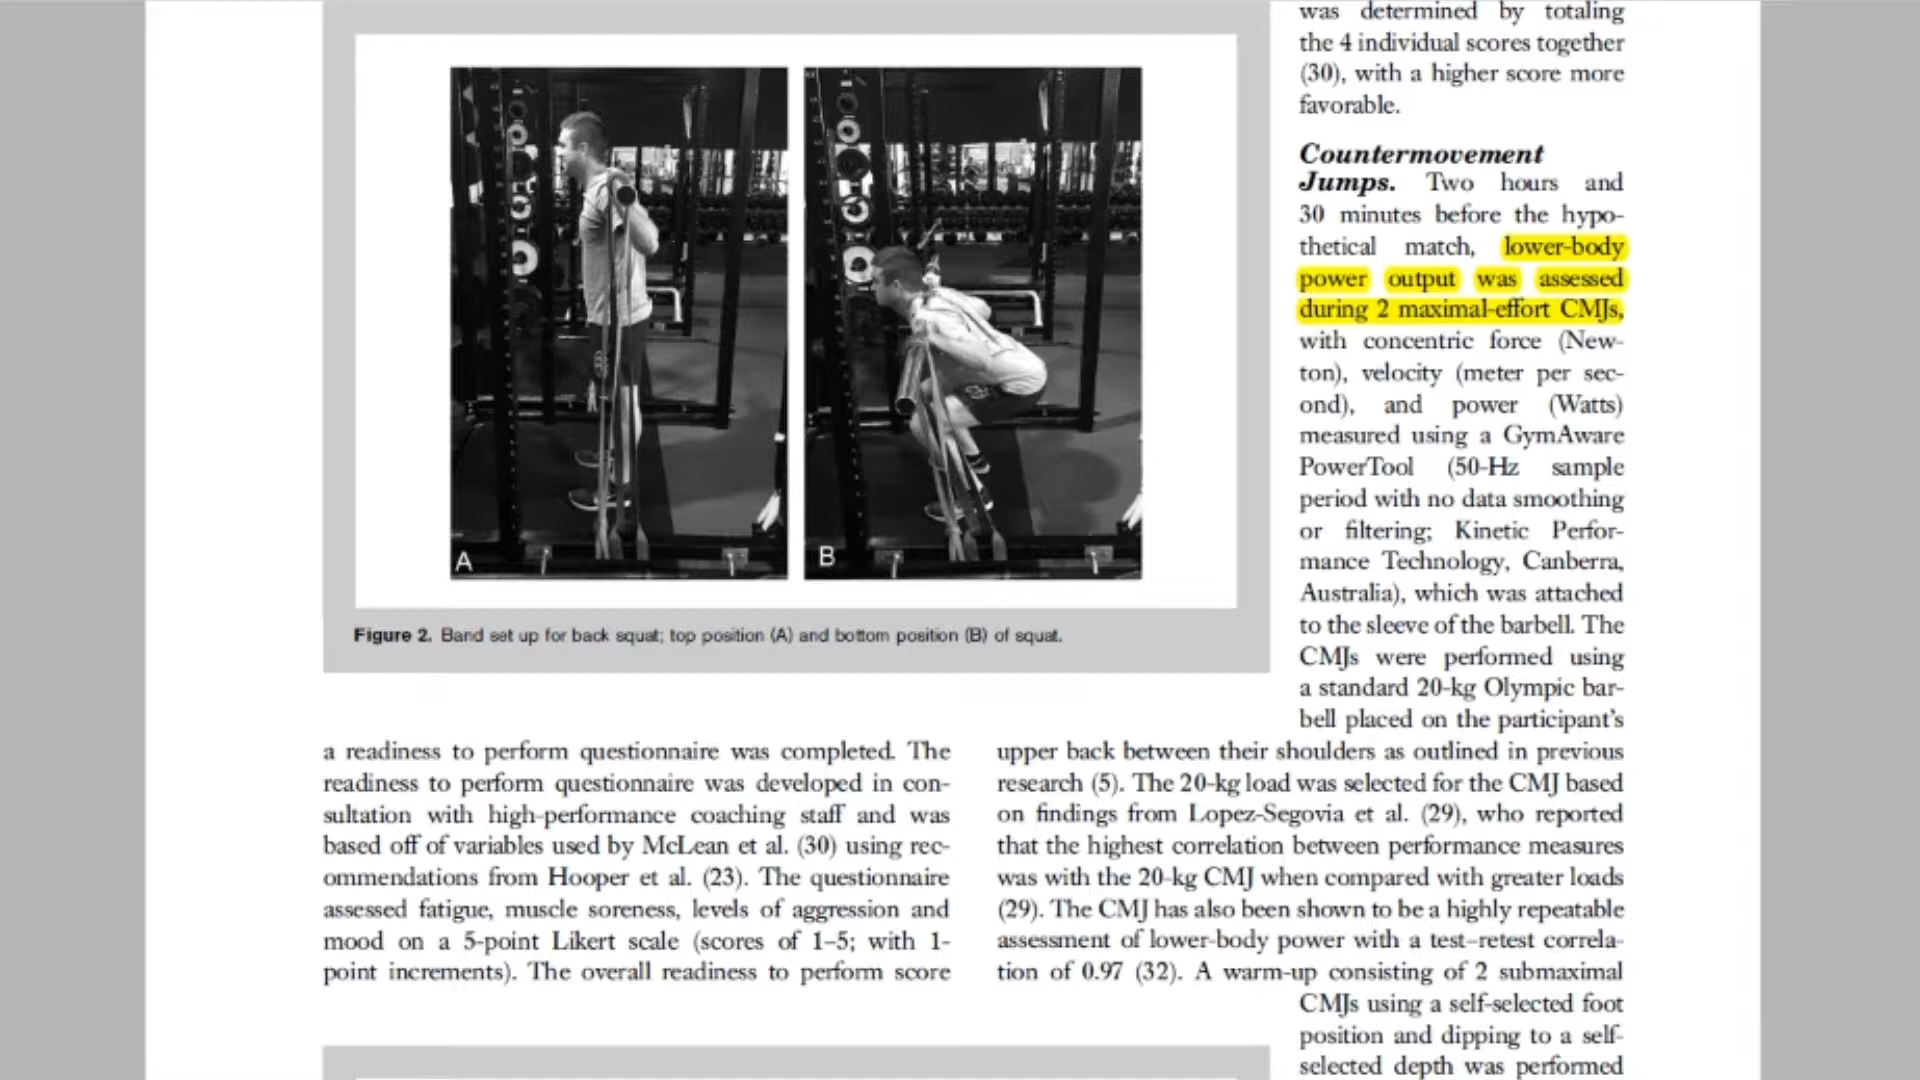 A
B
Figure 2. Band set up for back squat; top position (A) and bottom position (B) of squat.
a readiness to perform questionnaire was completed. The
readiness to perform questionnaire was developed in con-
sultation with high-performance coaching staff and was
based off of variables used by McLean et al. (30) using rec-
ommendations from Hooper et al. (23). The questionnaire
assessed fatigue, muscle soreness, levels of aggression and
mood on a 5-point Likert scale (scores of 1–5; with 1-
point increments). The overall readiness to perform score
was determined by totaling
the 4 individual scores together
(30), with a higher score more
favorable.
Countermovement
Jumps. Two hours and
30 minutes before the hypo-
thetical match, lower-body
power output was assessed
during 2 maximal-effort CMJs,
with concentric force (New-
ton), velocity (meter per sec-
ond), and power (Watts)
measured using a GymAware
PowerTool (50-Hz sample
period with no data smoothing
or filtering; Kinetic Perfor-
mance Technology, Canberra,
Australia), which was attached
to the sleeve of the barbell. The
CMJs were performed using
a standard 20-kg Olympic bar-
bell placed on the participant's
upper back between their shoulders as outlined in previous
research (5). The 20-kg load was selected for the CMJ based
on findings from Lopez-Segovia et al. (29), who reported
that the highest correlation between performance measures
was with the 20-kg CMJ when compared with greater loads
(29). The CMJ has also been shown to be a highly repeatable
assessment of lower-body power with a test–retest correla-
tion of 0.97 (32). A warm-up consisting of 2 submaximal
CMJs using a self-selected foot
position and dipping to a self-
selected depth was performed